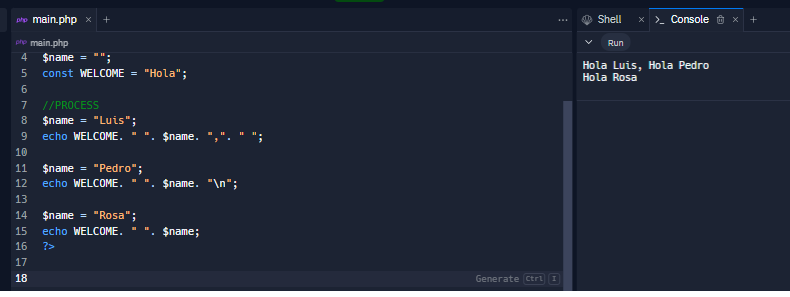 php main.php × +
...
php main.php
4 $name = "";
5 const WELCOME = "Hola";
6
7 //PROCESS
8 $name = "Luis";
9 echo WELCOME. " ". $name. ",". " ";
10
11 $name = "Pedro";
12 echo WELCOME. " ". $name. "\n";
13
14 $name = "Rosa";
15 echo WELCOME. " ". $name;
16 ?>
17
18 Generate Ctrl I
Shell × >_ Console × +
Run
Hola Luis, Hola Pedro
Hola Rosa